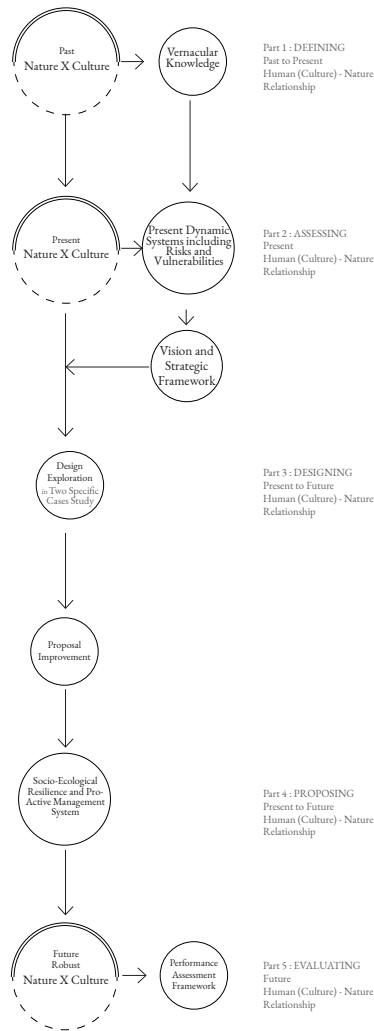 Past
Nature X Culture
Vernacular
Knowledge
Part 1 : DEFINING
Past to Present
Human (Culture) - Nature
Relationship
Present
Nature X Culture
Present Dynamic
Systems including
Risks and
Vulnerabilities
Part 2 : ASSESSING
Present
Human (Culture) - Nature
Relationship
Vision and
Strategic
Framework
Design
Exploration
in Two Specific
Cases Study
Part 3 : DESIGNING
Present to Future
Human (Culture) - Nature
Relationship
Proposal
Improvement
Socio-Ecological
Resilience and Pro-
Active Management
System
Part 4 : PROPOSING
Present to Future
Human (Culture) - Nature
Relationship
Future
Robust
Nature X Culture
Performance
Assessment
Framework
Part 5 : EVALUATING
Future
Human (Culture) - Nature
Relationship